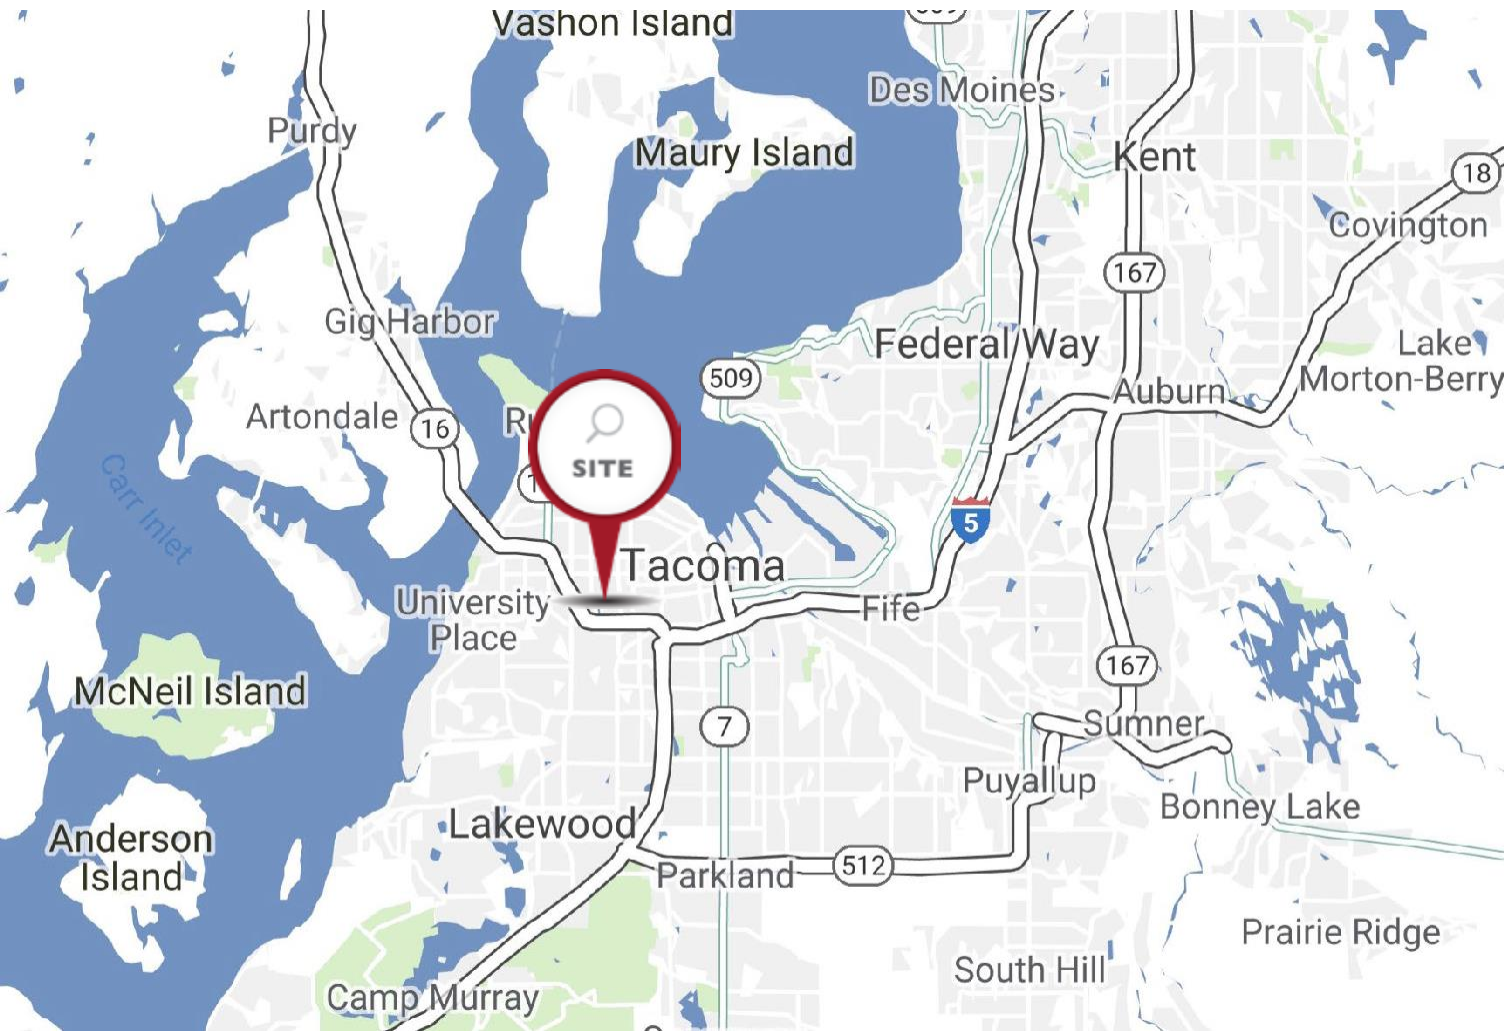 Vashon Island
Des Moines
Purdy
Maury Island
Kent
18
Covington
167
Gig Harbor
Federal Way
Lake
Morton-Berry
509
Auburn
Artondale
16
SITE
Carr Inlet
5
Tacoma
University
Place
Fife
167
McNeil Island
7
Sumner
Puyallup
Bonney Lake
Lakewood
Anderson
Island
Parkland
512
Prairie Ridge
South Hill
Camp Murray